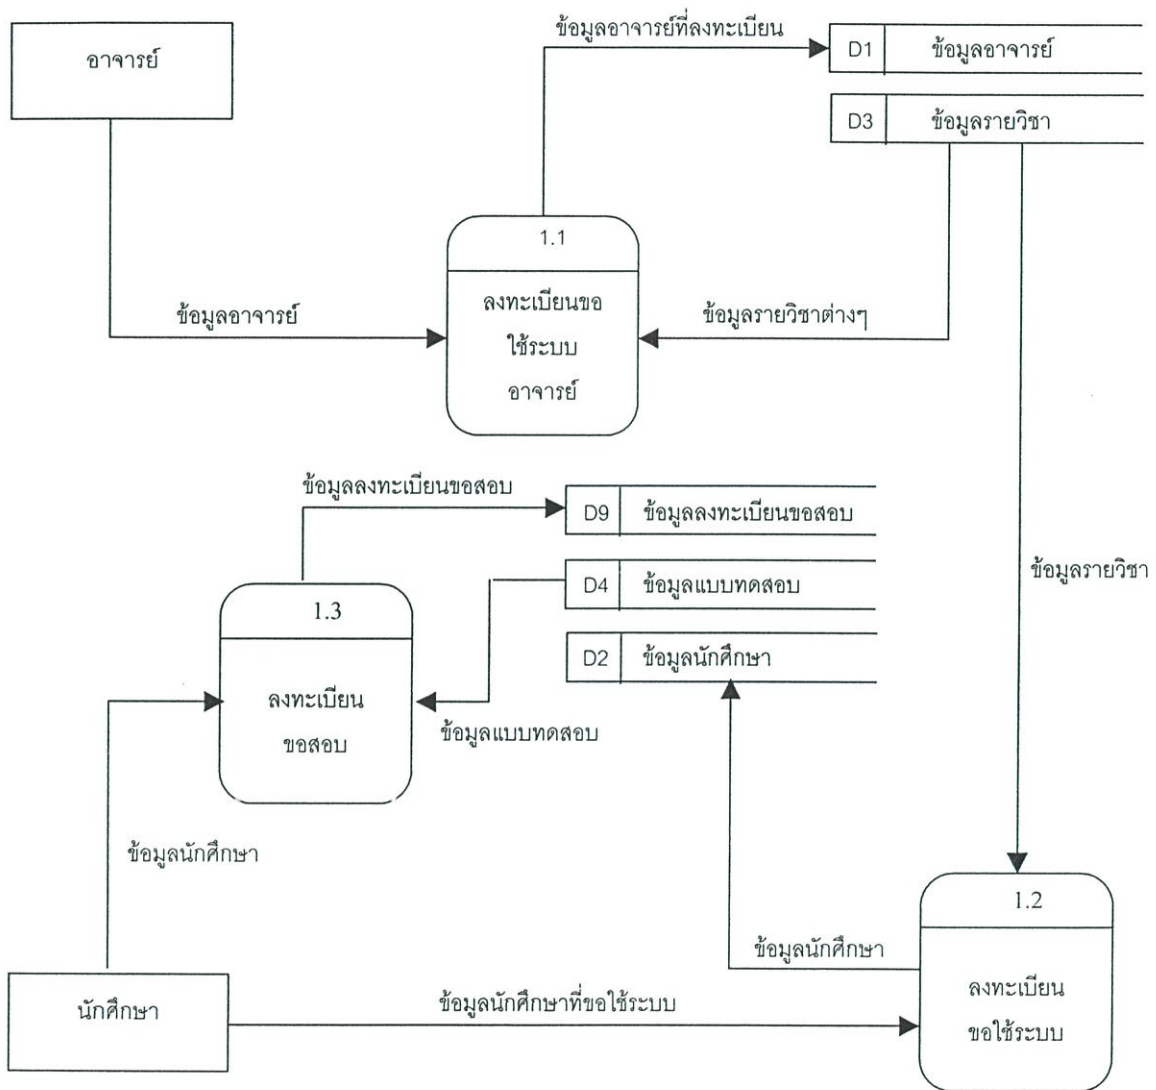 ข้อมูลอาจารย์ที่ลงทะเบียน
อาจารย์
D1 ข้อมูลอาจารย์
D3 ข้อมูลรายวิชา
1.1
ลงทะเบียนขอ
ใช้ระบบ
อาจารย์
ข้อมูลอาจารย์
ข้อมูลรายวิชาต่างๆ
ข้อมูลลงทะเบียนขอสอบ
D9 ข้อมูลลงทะเบียนขอสอบ
D4 ข้อมูลแบบทดสอบ
D2 ข้อมูลนักศึกษา
ข้อมูลรายวิชา
1.3
ลงทะเบียน
ขอสอบ
ข้อมูลแบบทดสอบ
ข้อมูลนักศึกษา
1.2
ลงทะเบียน
ขอใช้ระบบ
ข้อมูลนักศึกษา
นักศึกษา
ข้อมูลนักศึกษาที่ขอใช้ระบบ